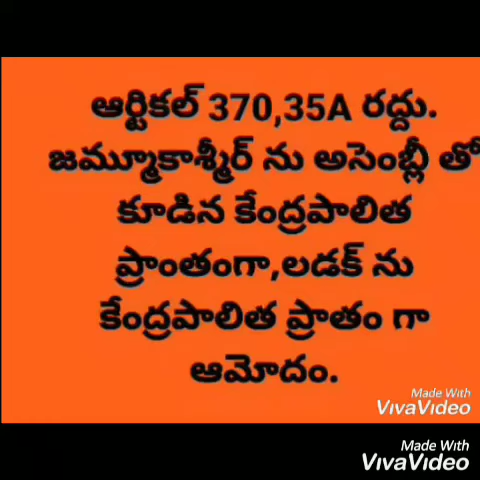 ఆర్టికల్ 370,35A రద్దు.
జమ్మూకాశ్మీర్ ను అసెంబ్లీ తో
కూడిన కేంద్రపాలిత
ప్రాంతంగా,లడక్ ను
కేంద్రపాలిత ప్రాతం గా
ఆమోదం.
Made With
VivaVideo
Made With
VivaVideo